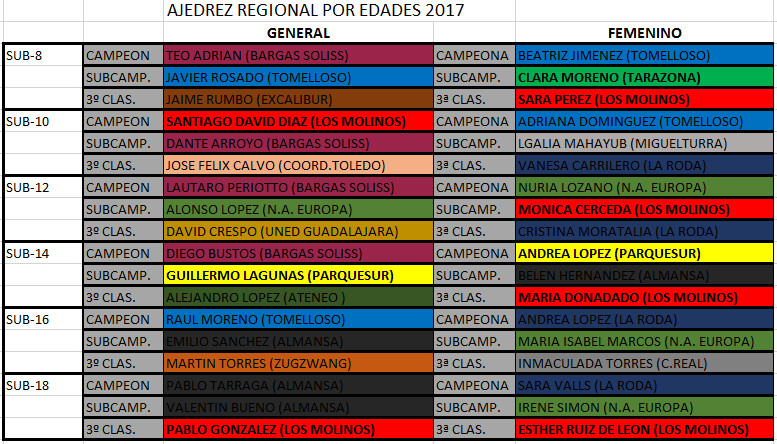 AJEDREZ REGIONAL POR EDADES 2017
GENERAL FEMENINO
SUB-8 CAMPEON TEO ADRIAN (BARGAS SOLISS) CAMPEONA BEATRIZ JIMENEZ (TOMELLOSO)
SUBCAMP. JAVIER ROSADO (TOMELLOSO) SUBCAMP. CLARA MORENO (TARAZONA)
3º CLAS. JAIME RUMBO (EXCALIBUR) 3ª CLAS. SARA PEREZ (LOS MOLINOS)
SUB-10 CAMPEON SANTIAGO DAVID DIAZ (LOS MOLINOS) CAMPEONA ADRIANA DOMINGUEZ (TOMELLOSO)
SUBCAMP. DANTE ARROYO (BARGAS SOLISS) SUBCAMP. LGALIA MAHAYUB (MIGUELTURRA)
3º CLAS. JOSE FELIX CALVO (COORD.TOLEDO) 3ª CLAS. VANESA CARRILERO (LA RODA)
SUB-12 CAMPEON LAUTARO PERIOTTO (BARGAS SOLISS) CAMPEONA NURIA LOZANO (N.A. EUROPA)
SUBCAMP. ALONSO LOPEZ (N.A. EUROPA) SUBCAMP. MONICA CERCEDA (LOS MOLINOS)
3º CLAS. DAVID CRESPO (UNED GUADALAJARA) 3ª CLAS. CRISTINA MORATALIA (LA RODA)
SUB-14 CAMPEON DIEGO BUSTOS (BARGAS SOLISS) CAMPEONA ANDREA LOPEZ (PARQUESUR)
SUBCAMP. GUILLERMO LAGUNAS (PARQUESUR) SUBCAMP. BELEN HERNANDEZ (ALMANSA)
3º CLAS. ALEJANDRO LOPEZ (ATENEO ) 3ª CLAS. MARIA DONADADO (LOS MOLINOS)
SUB-16 CAMPEON RAUL MORENO (TOMELLOSO) CAMPEONA ANDREA LOPEZ (LA RODA)
SUBCAMP. EMILIO SANCHEZ (ALMANSA) SUBCAMP. MARIA ISABEL MARCOS (N.A. EUROPA)
3º CLAS. MARTIN TORRES (ZUGZWANG) 3ª CLAS. INMACULADA TORRES (C.REAL)
SUB-18 CAMPEON PABLO TARRAGA (ALMANSA) CAMPEONA SARA VALLS (LA RODA)
SUBCAMP. VALENTIN BUENO (ALMANSA) SUBCAMP. IRENE SIMON (N.A. EUROPA)
3º CLAS. PABLO GONZALEZ (LOS MOLINOS) 3ª CLAS. ESTHER RUIZ DE LEON (LOS MOLINOS)